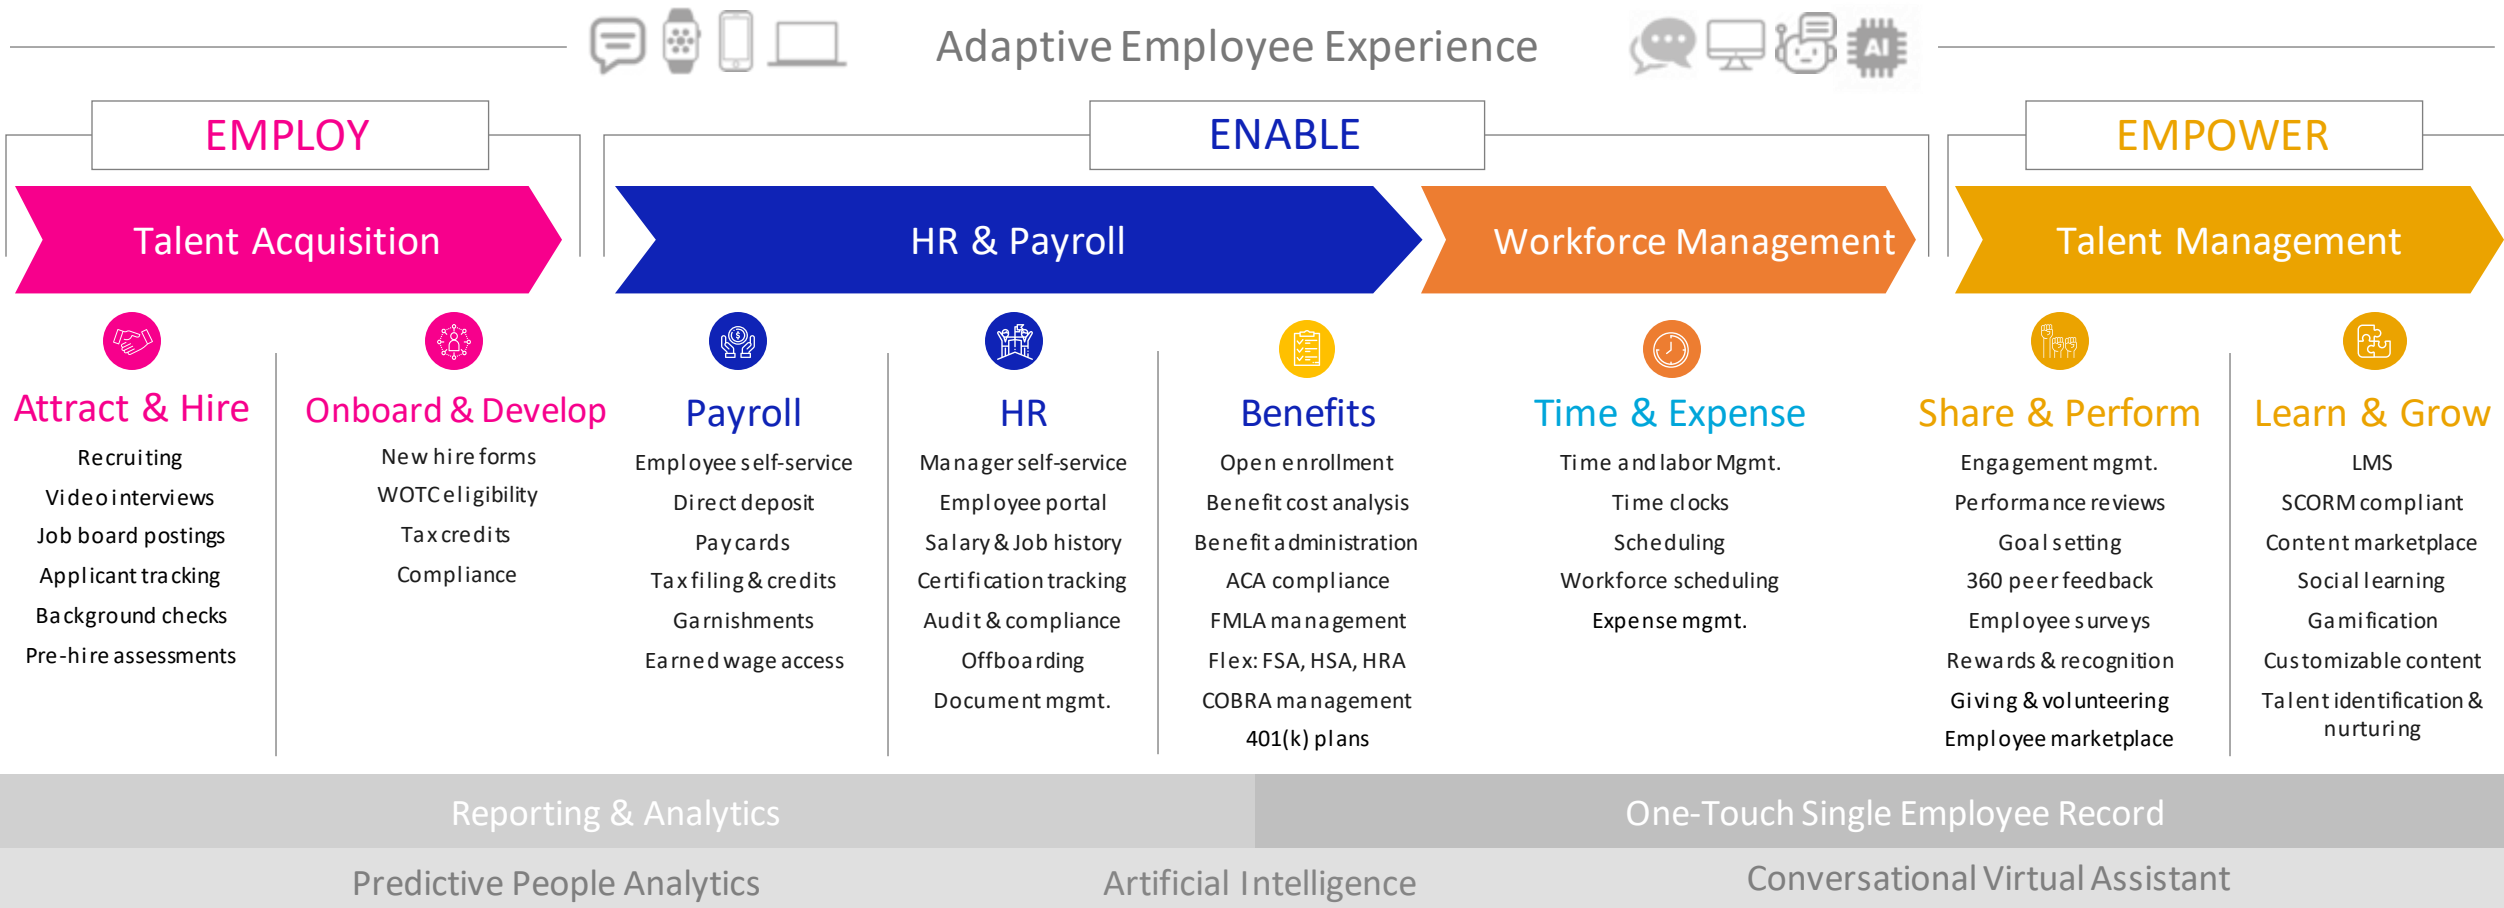 Adaptive Employee Experience
AI
EMPLOY
ENABLE
EMPOWER
Talent Acquisition
HR & Payroll
Workforce Management
Talent Management
Attract & Hire
Recruiting
Video interviews
Job board postings
Applicant tracking
Background checks
Pre-hire assessments
Onboard & Develop
New hire forms
WOTC eligibility
Tax credits
Compliance
Payroll
Employee self-service
Direct deposit
Pay cards
Tax filing & credits
Garnishments
Earned wage access
HR
Manager self-service
Employee portal
Salary & Job history
Certification tracking
Audit & compliance
Offboarding
Document mgmt.
Benefits
Open enrollment
Benefit cost analysis
Benefit administration
ACA compliance
FMLA management
Flex: FSA, HSA, HRA
COBRA management
401(k) plans
Time & Expense
Time and labor Mgmt.
Time clocks
Scheduling
Workforce scheduling
Expense mgmt.
Share & Perform
Engagement mgmt.
Performance reviews
Goal setting
360 peer feedback
Employee surveys
Rewards & recognition
Giving & volunteering
Employee marketplace
Learn & Grow
LMS
SCORM compliant
Content marketplace
Social learning
Gamification
Customizable content
Talent identification &
nurturing
Reporting & Analytics
One-Touch Single Employee Record
Predictive People Analytics
Artificial Intelligence
Conversational Virtual Assistant